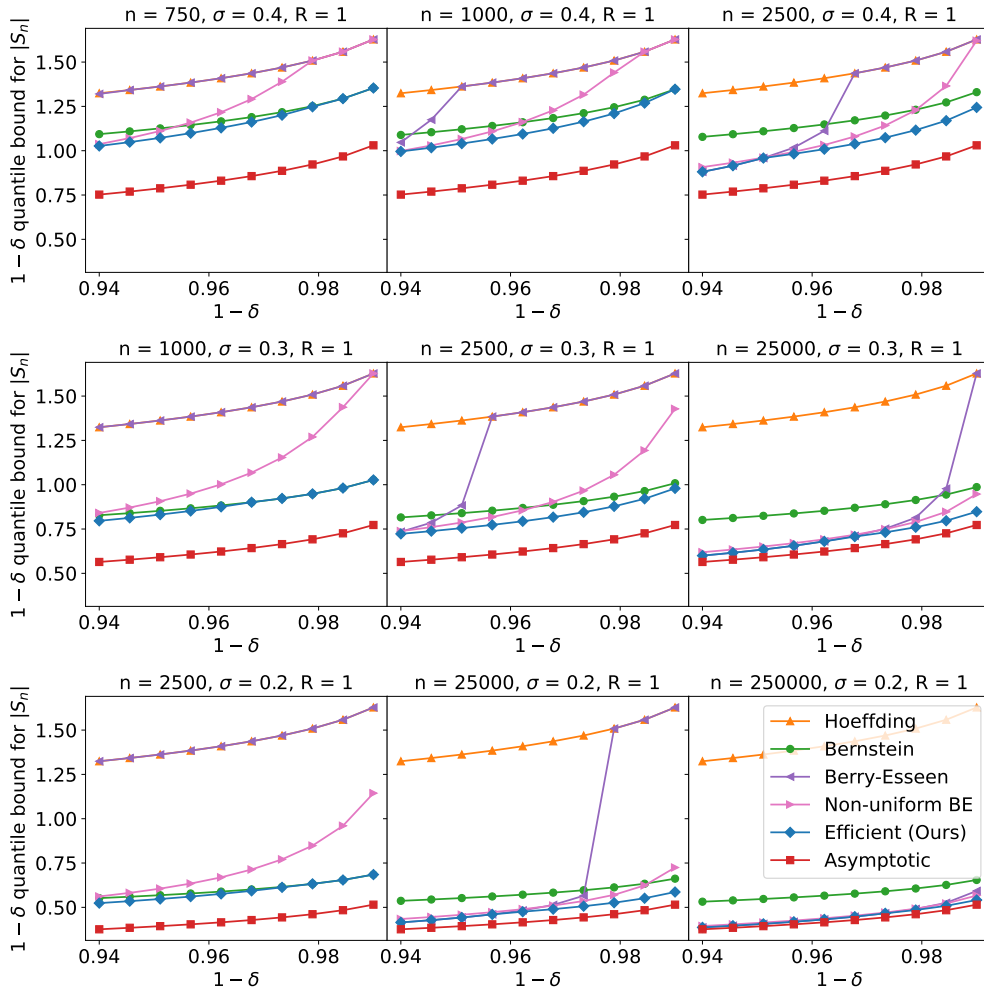 n = 750, σ = 0.4, R = 1
n = 1000, σ = 0.4, R = 1
n = 2500, σ = 0.4, R = 1
1 − δ quantile bound for |Sₙ|
1.50
1.25
1.00
0.75
0.50
0.94 0.96 0.98
0.94 0.96 0.98
0.94 0.96 0.98
1 − δ
1 − δ
1 − δ
n = 1000, σ = 0.3, R = 1
n = 2500, σ = 0.3, R = 1
n = 25000, σ = 0.3, R = 1
1 − δ quantile bound for |Sₙ|
1.50
1.25
1.00
0.75
0.50
0.94 0.96 0.98
0.94 0.96 0.98
0.94 0.96 0.98
1 − δ
1 − δ
1 − δ
n = 2500, σ = 0.2, R = 1
n = 25000, σ = 0.2, R = 1
n = 250000, σ = 0.2, R = 1
1 − δ quantile bound for |Sₙ|
1.50
1.25
1.00
0.75
0.50
Hoeffding
Bernstein
Berry-Esseen
Non-uniform BE
Efficient (Ours)
Asymptotic
0.94 0.96 0.98
0.94 0.96 0.98
0.94 0.96 0.98
1 − δ
1 − δ
1 − δ